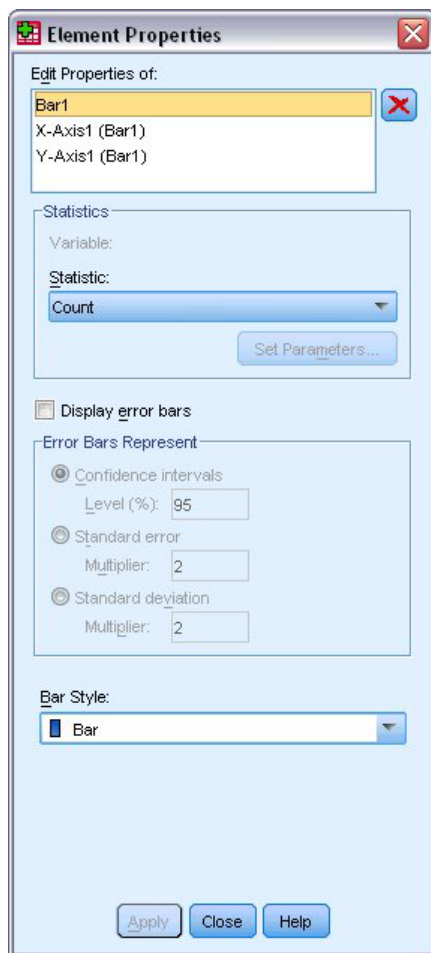 Element Properties
Edit Properties of:
Bar1
X-Axis1 (Bar1)
Y-Axis1 (Bar1)
Statistics
Variable:
Statistic:
Count
Set Parameters...
Display error bars
Error Bars Represent
Confidence intervals
Level (%): 95
Standard error
Multiplier: 2
Standard deviation
Multiplier: 2
Bar Style:
Bar
Apply Close Help